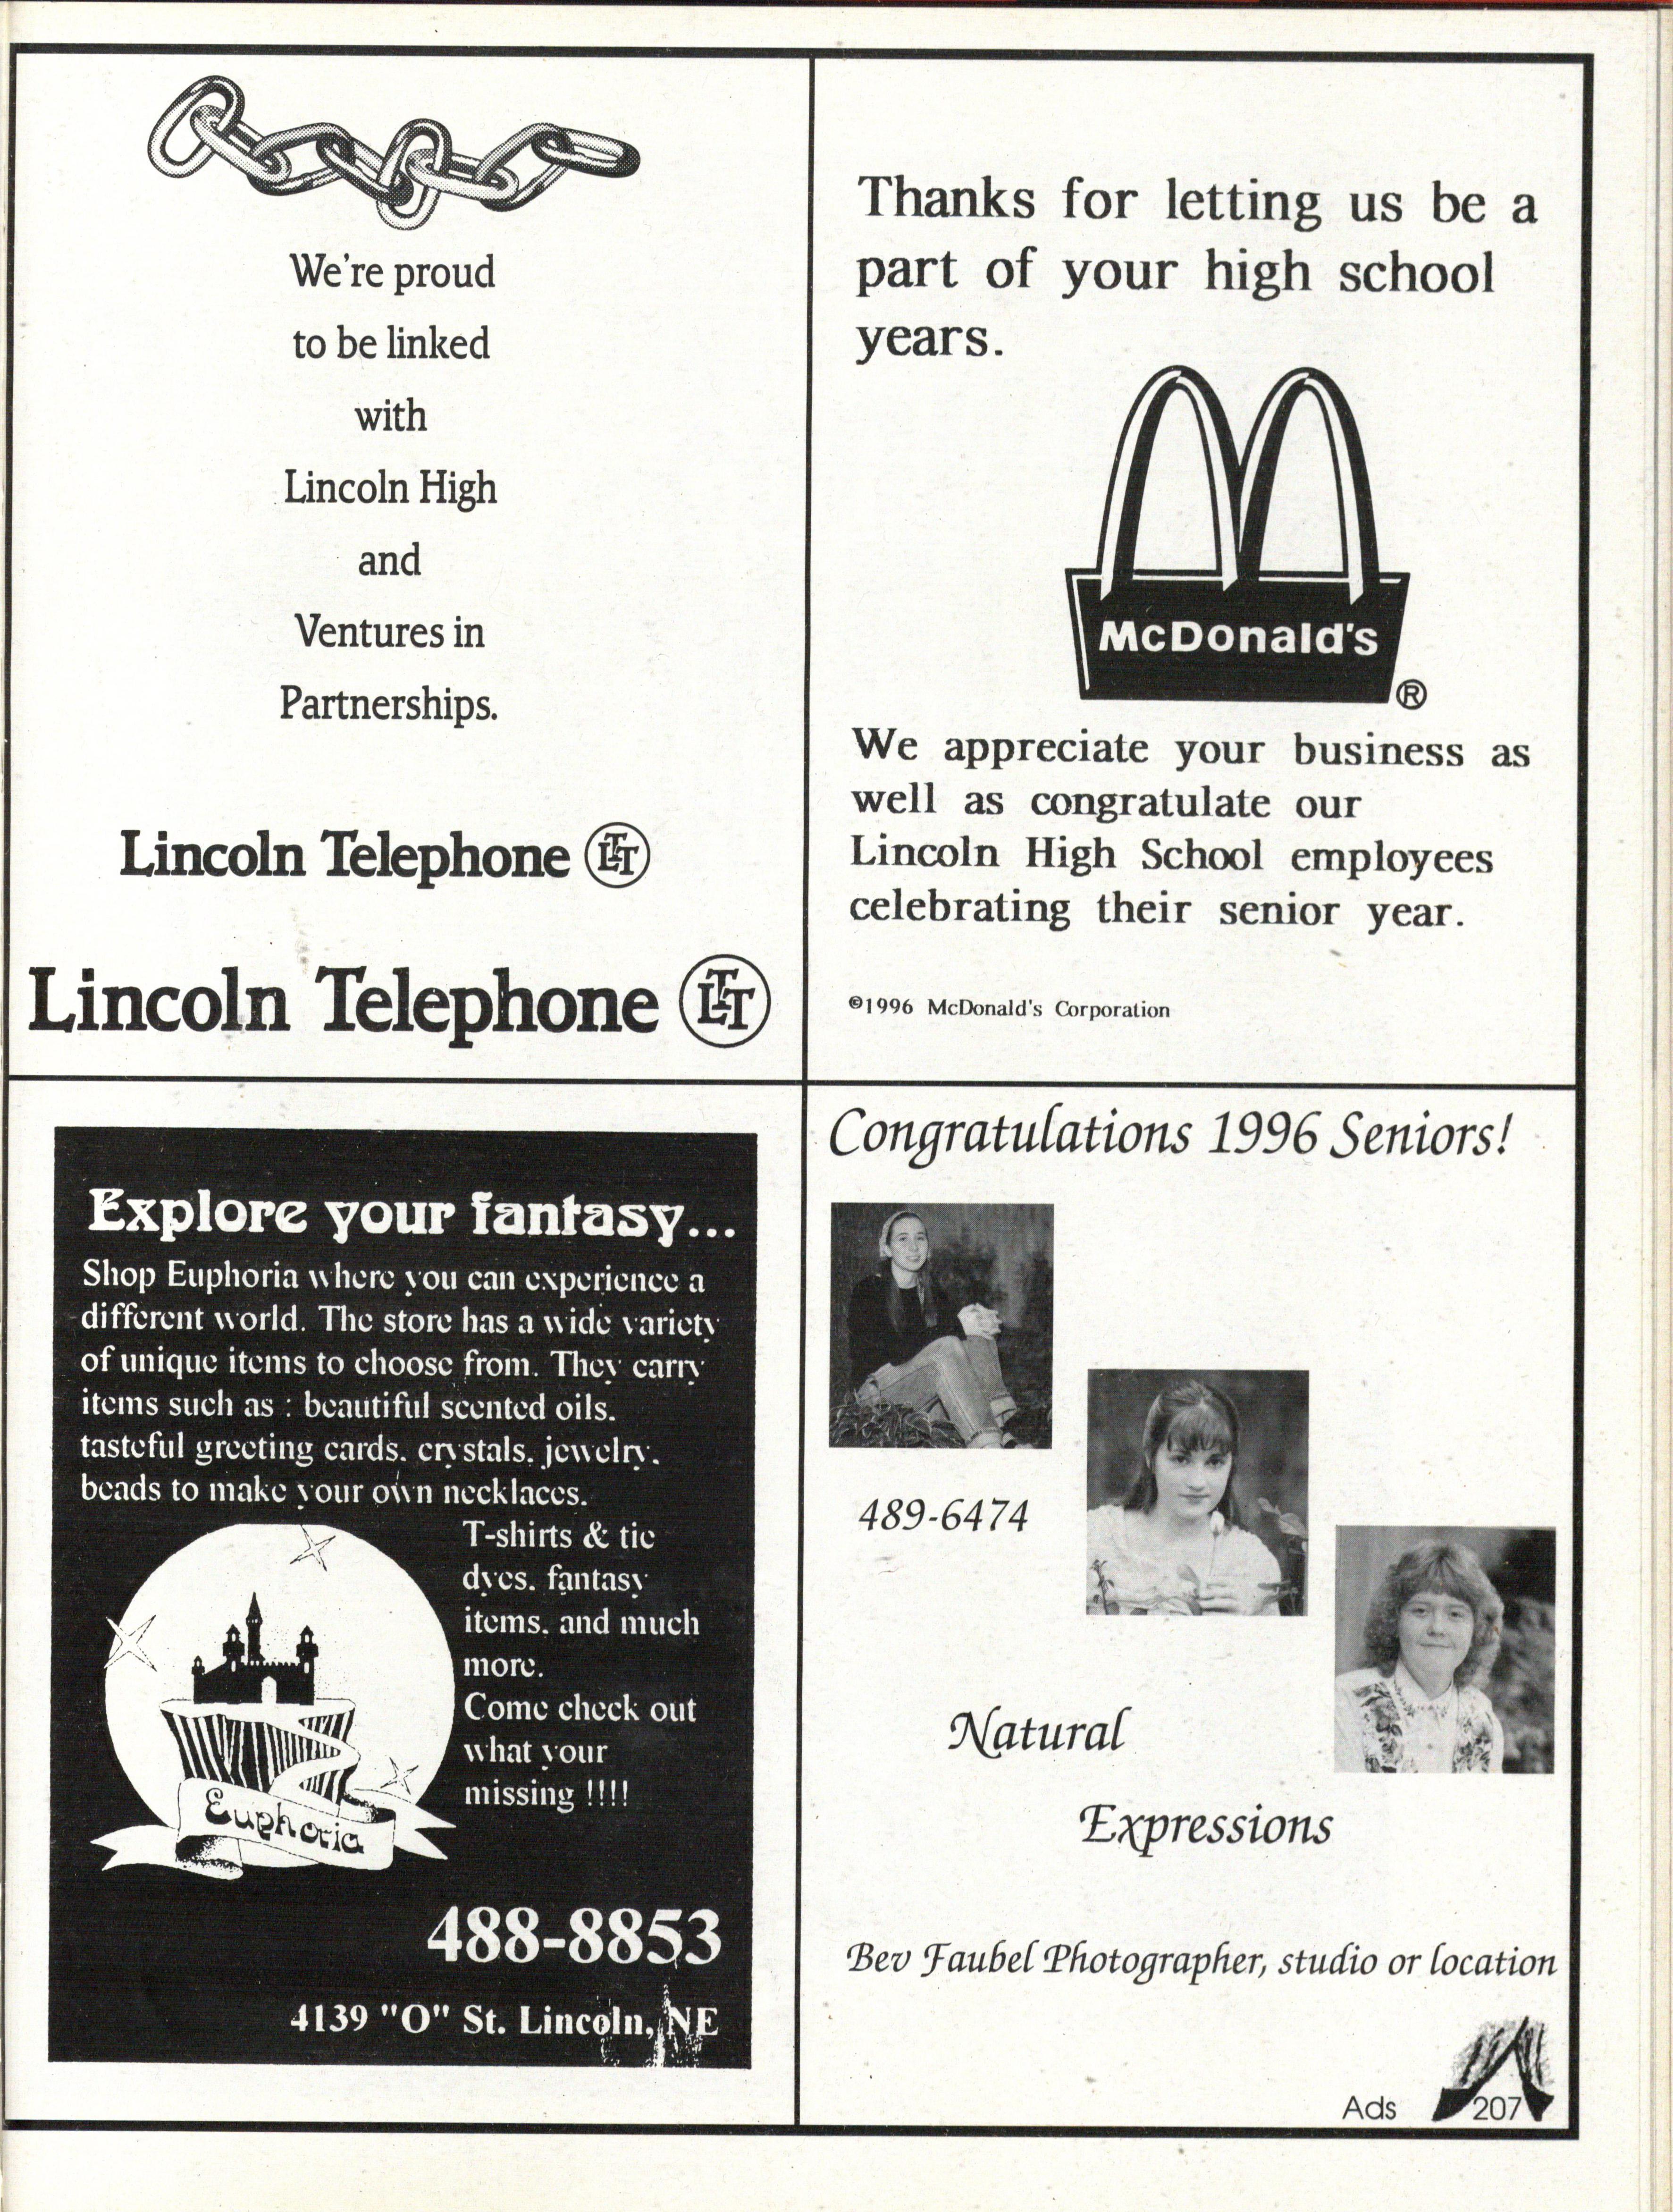 We're proud
to be linked
with
Lincoln High
and
Ventures in
Partnerships.
Lincoln Telephone LTT
Lincoln Telephone LTT
Thanks for letting us be a
part of your high school
years.
McDonald's
®
We appreciate your business as
well as congratulate our
Lincoln High School employees
celebrating their senior year.
©1996 McDonald's Corporation
Explore your fantasy...
Shop Euphoria where you can experience a
different world. The store has a wide variety
of unique items to choose from. They carry
items such as : beautiful scented oils,
tasteful greeting cards, crystals, jewelry,
beads to make your own necklaces.
T-shirts & tie
dyes, fantasy
items, and much
more.
Come check out
what your
missing !!!!
Euphoria
488-8853
4139 "O" St. Lincoln, NE
Congratulations 1996 Seniors!
489-6474
Natural
Expressions
Bev Faubel Photographer, studio or location
Ads 207